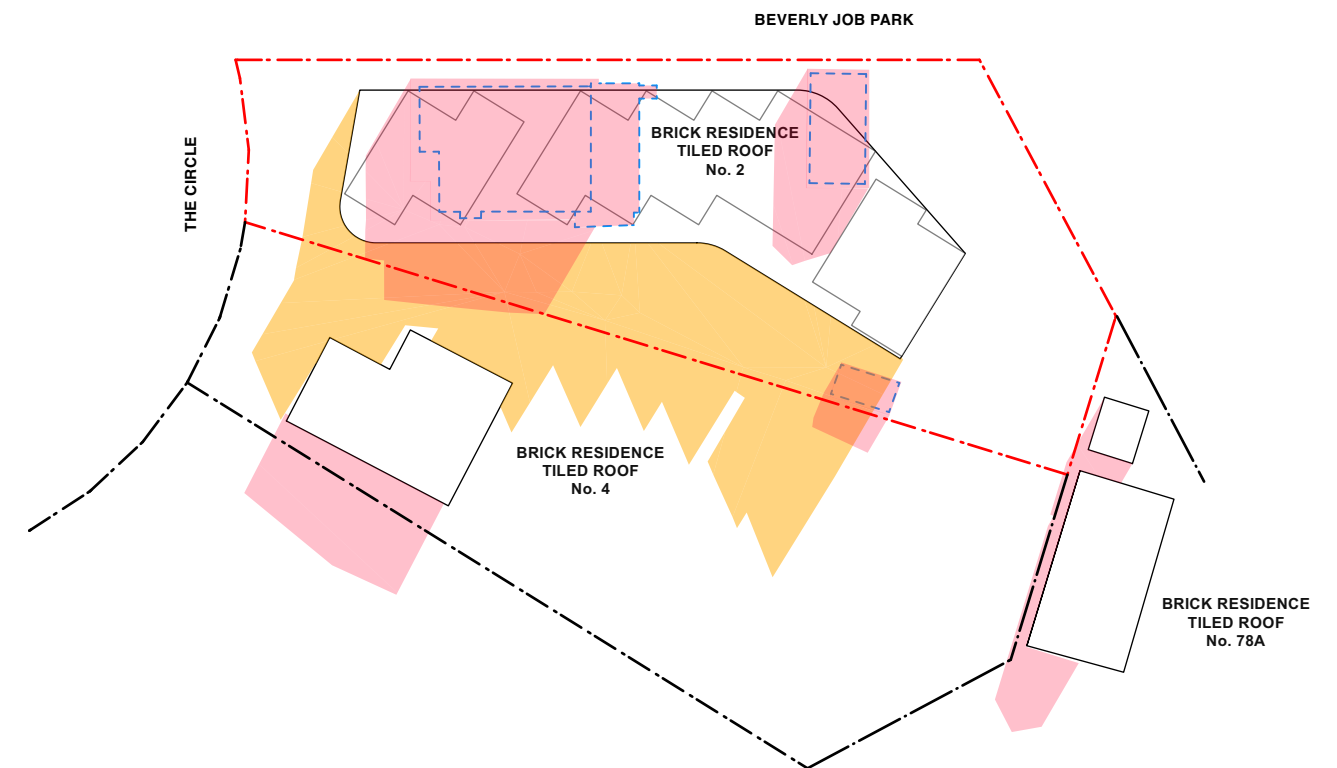 BEVERLY JOB PARK
THE CIRCLE
BRICK RESIDENCE
TILED ROOF
No. 2
BRICK RESIDENCE
TILED ROOF
No. 4
BRICK RESIDENCE
TILED ROOF
No. 78A